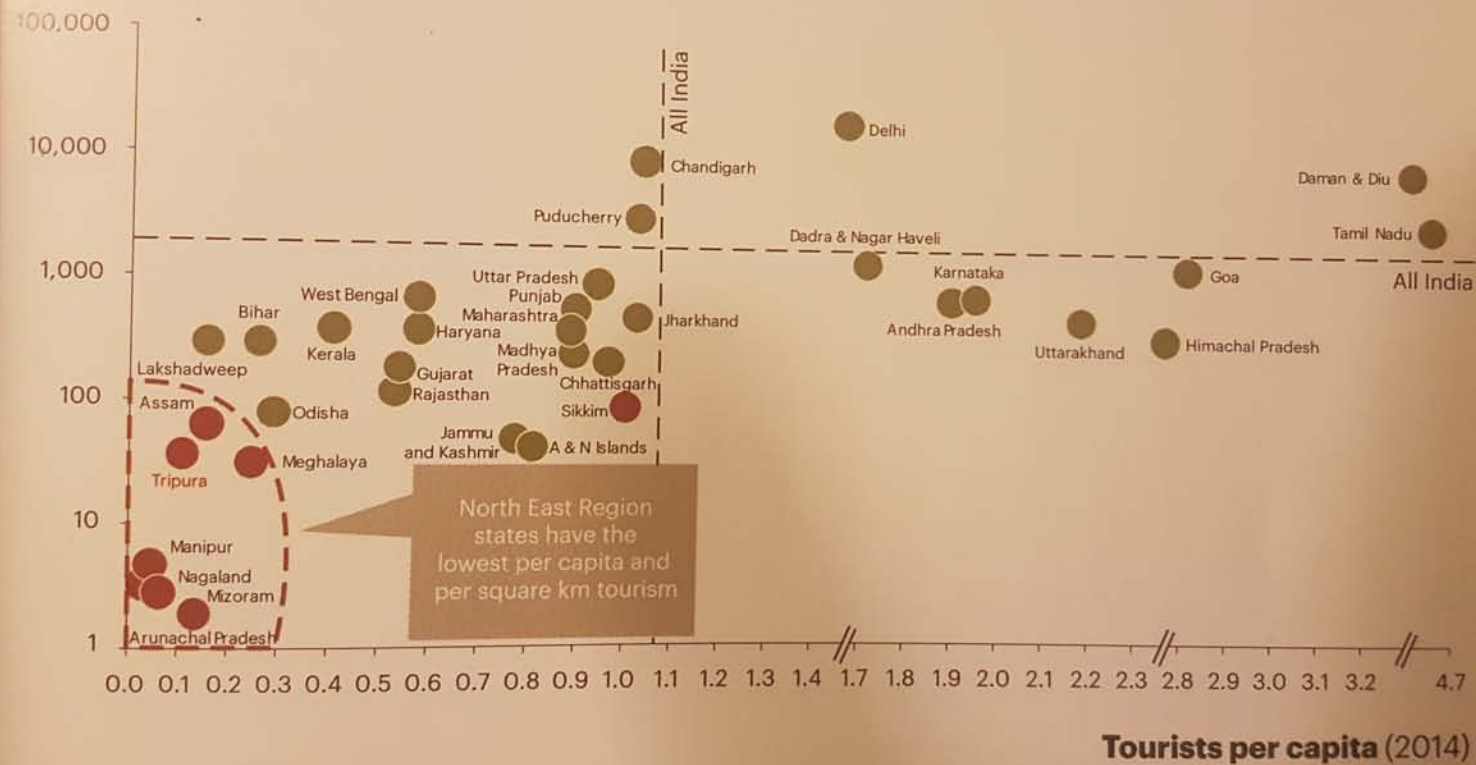 100,000
All India
Delhi
10,000
Chandigarh
Daman & Diu
Puducherry
Tamil Nadu
Dadra & Nagar Haveli
1,000
Uttar Pradesh
Karnataka
Goa
All India
West Bengal
Punjab
Bihar
Maharashtra
Jharkhand
Haryana
Andhra Pradesh
Kerala
Uttarakhand
Himachal Pradesh
Lakshadweep
Madhya
Pradesh
Gujarat
Chhattisgarh
100
Rajasthan
Assam
Odisha
Sikkim
Jammu
and Kashmir
A & N Islands
Meghalaya
Tripura
10
North East Region
states have the
lowest per capita and
per square km tourism
Manipur
Nagaland
Mizoram
Arunachal Pradesh
1
0.0 0.1 0.2 0.3 0.4 0.5 0.6 0.7 0.8 0.9 1.0 1.1 1.2 1.3 1.4 1.7 1.8 1.9 2.0 2.1 2.2 2.3 2.8 2.9 3.0 3.1 3.2 4.7
Tourists per capita (2014)